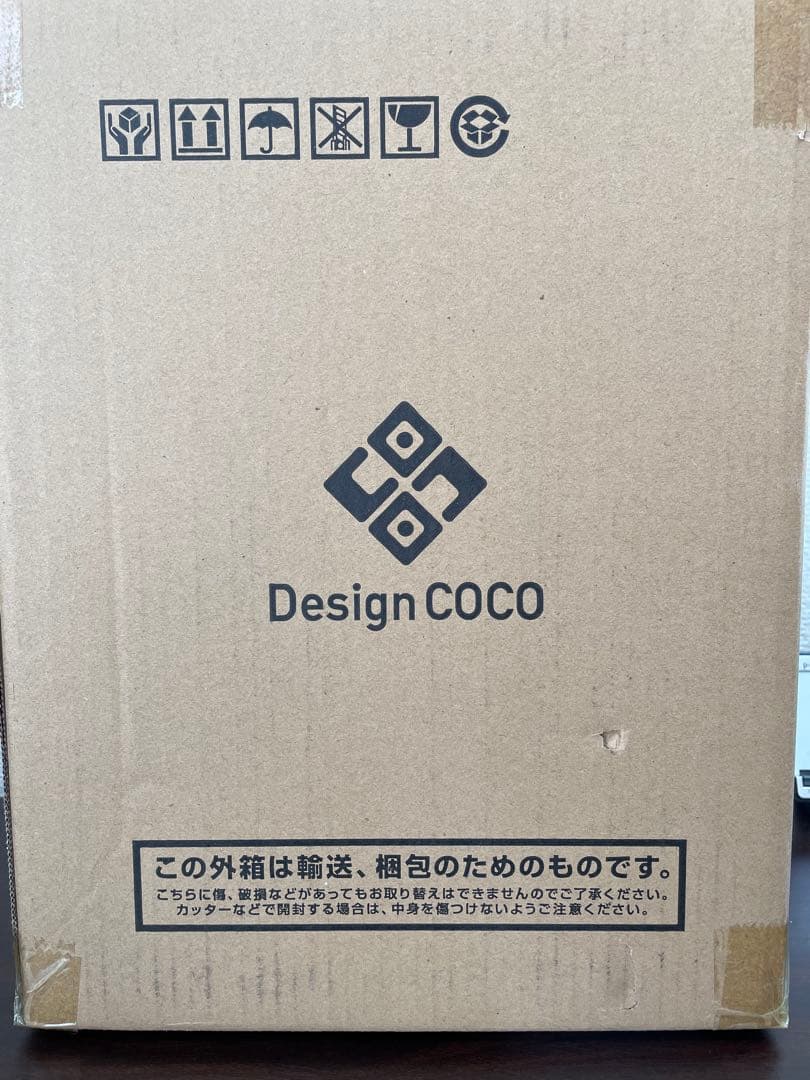 Design COCO
この外箱は輸送、梱包のためのものです。
こちらに傷、破損などがあってもお取り替えはできませんのでご了承ください。
カッターなどで開封する場合は、中身を傷つけないようご注意ください。